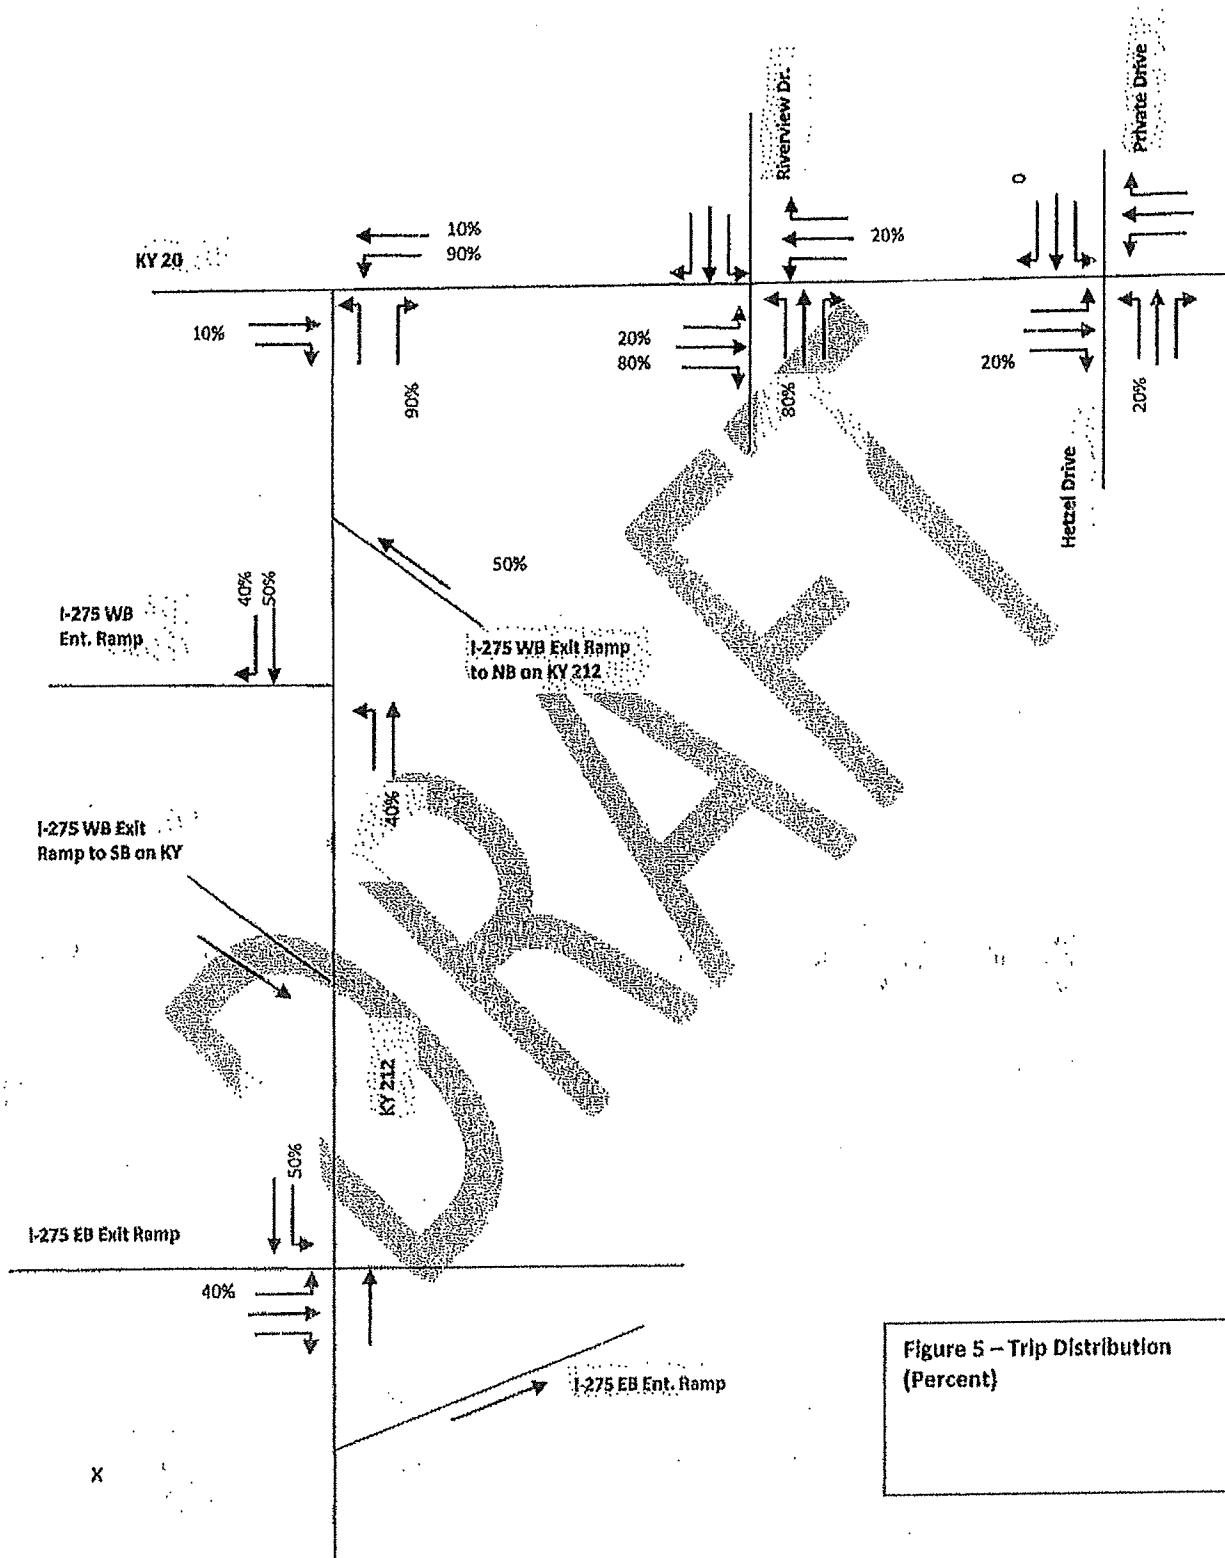 Private Drive
Riverview Dr.
O
KY 20
10%
90%
20%
10%
20%
80%
20%
90%
80%
20%
Hetzel Drive
50%
40%
50%
I-275 WB
Ent. Ramp
I-275 WB Exit Ramp
to NB on KY 212
40%
I-275 WB Exit
Ramp to SB on KY
KY 212
50%
I-275 EB Exit Ramp
40%
I-275 EB Ent. Ramp
Figure 5 – Trip Distribution
(Percent)
X
DRAFT